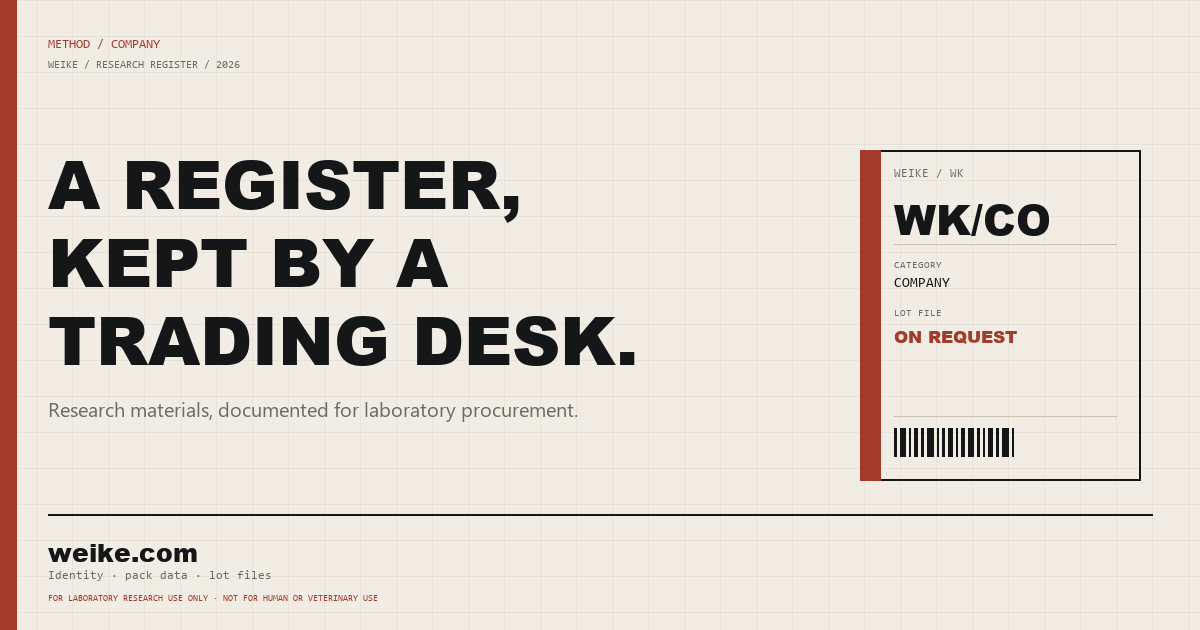 METHOD / COMPANY
WEIKE / RESEARCH REGISTER / 2026
A REGISTER,
KEPT BY A
TRADING DESK.
Research materials, documented for laboratory procurement.
WEIKE / WK
WK/CO
CATEGORY
COMPANY
LOT FILE
ON REQUEST
weike.com
Identity · pack data · lot files
FOR LABORATORY RESEARCH USE ONLY · NOT FOR HUMAN OR VETERINARY USE